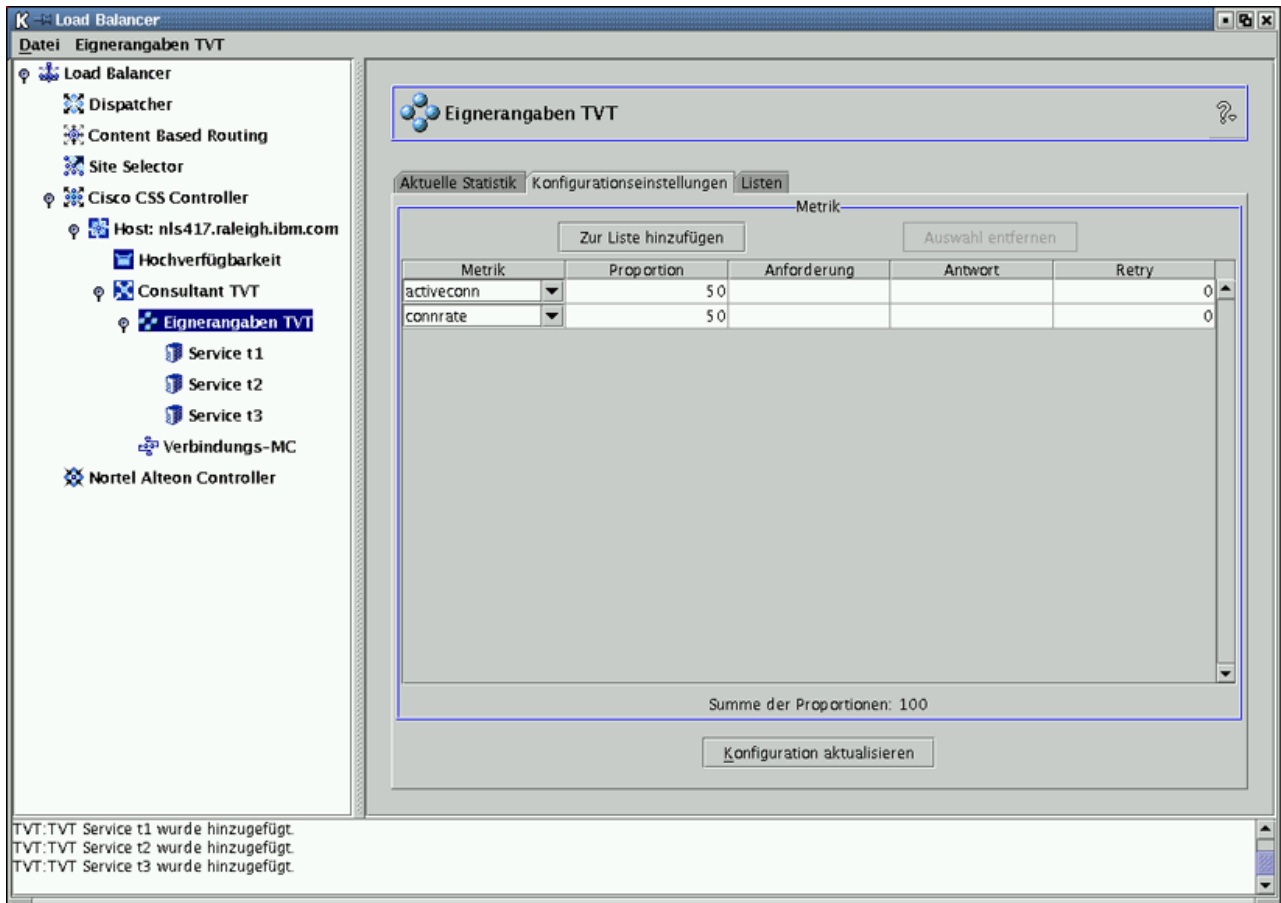 Load Balancer
Datei Eignerangaben TVT
Load Balancer
Dispatcher
Content Based Routing
Site Selector
Cisco CSS Controller
Host: nls417.raleigh.ibm.com
Hochverfügbarkeit
Consultant TVT
Eignerangaben TVT
Service t1
Service t2
Service t3
Verbindungs-MC
Nortel Alteon Controller
Eignerangaben TVT
?
Aktuelle Statistik Konfigurationseinstellungen Listen
Metrik
Zur Liste hinzufügen Auswahl entfernen
Metrik Proportion Anforderung Antwort Retry
activeconn 50 0
connrate 50 0
Summe der Proportionen: 100
Konfiguration aktualisieren
TVT:TVT Service t1 wurde hinzugefügt.
TVT:TVT Service t2 wurde hinzugefügt.
TVT:TVT Service t3 wurde hinzugefügt.